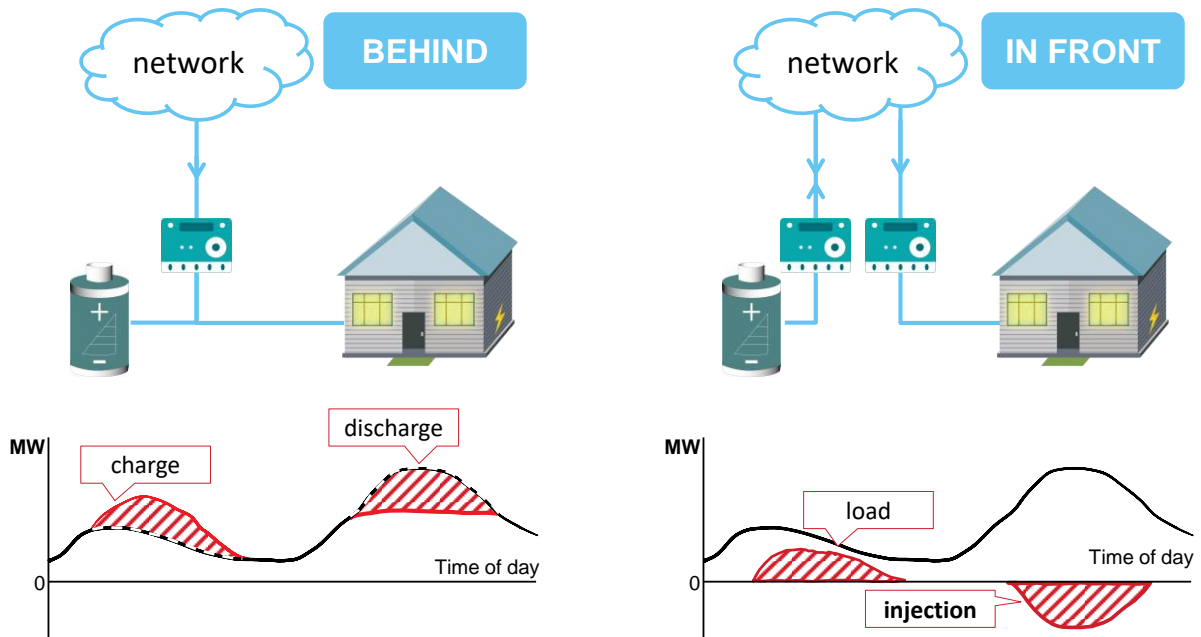 network
BEHIND
network
IN FRONT
+
-
+
-
MW
charge
discharge
Time of day
0
MW
load
Time of day
0
injection